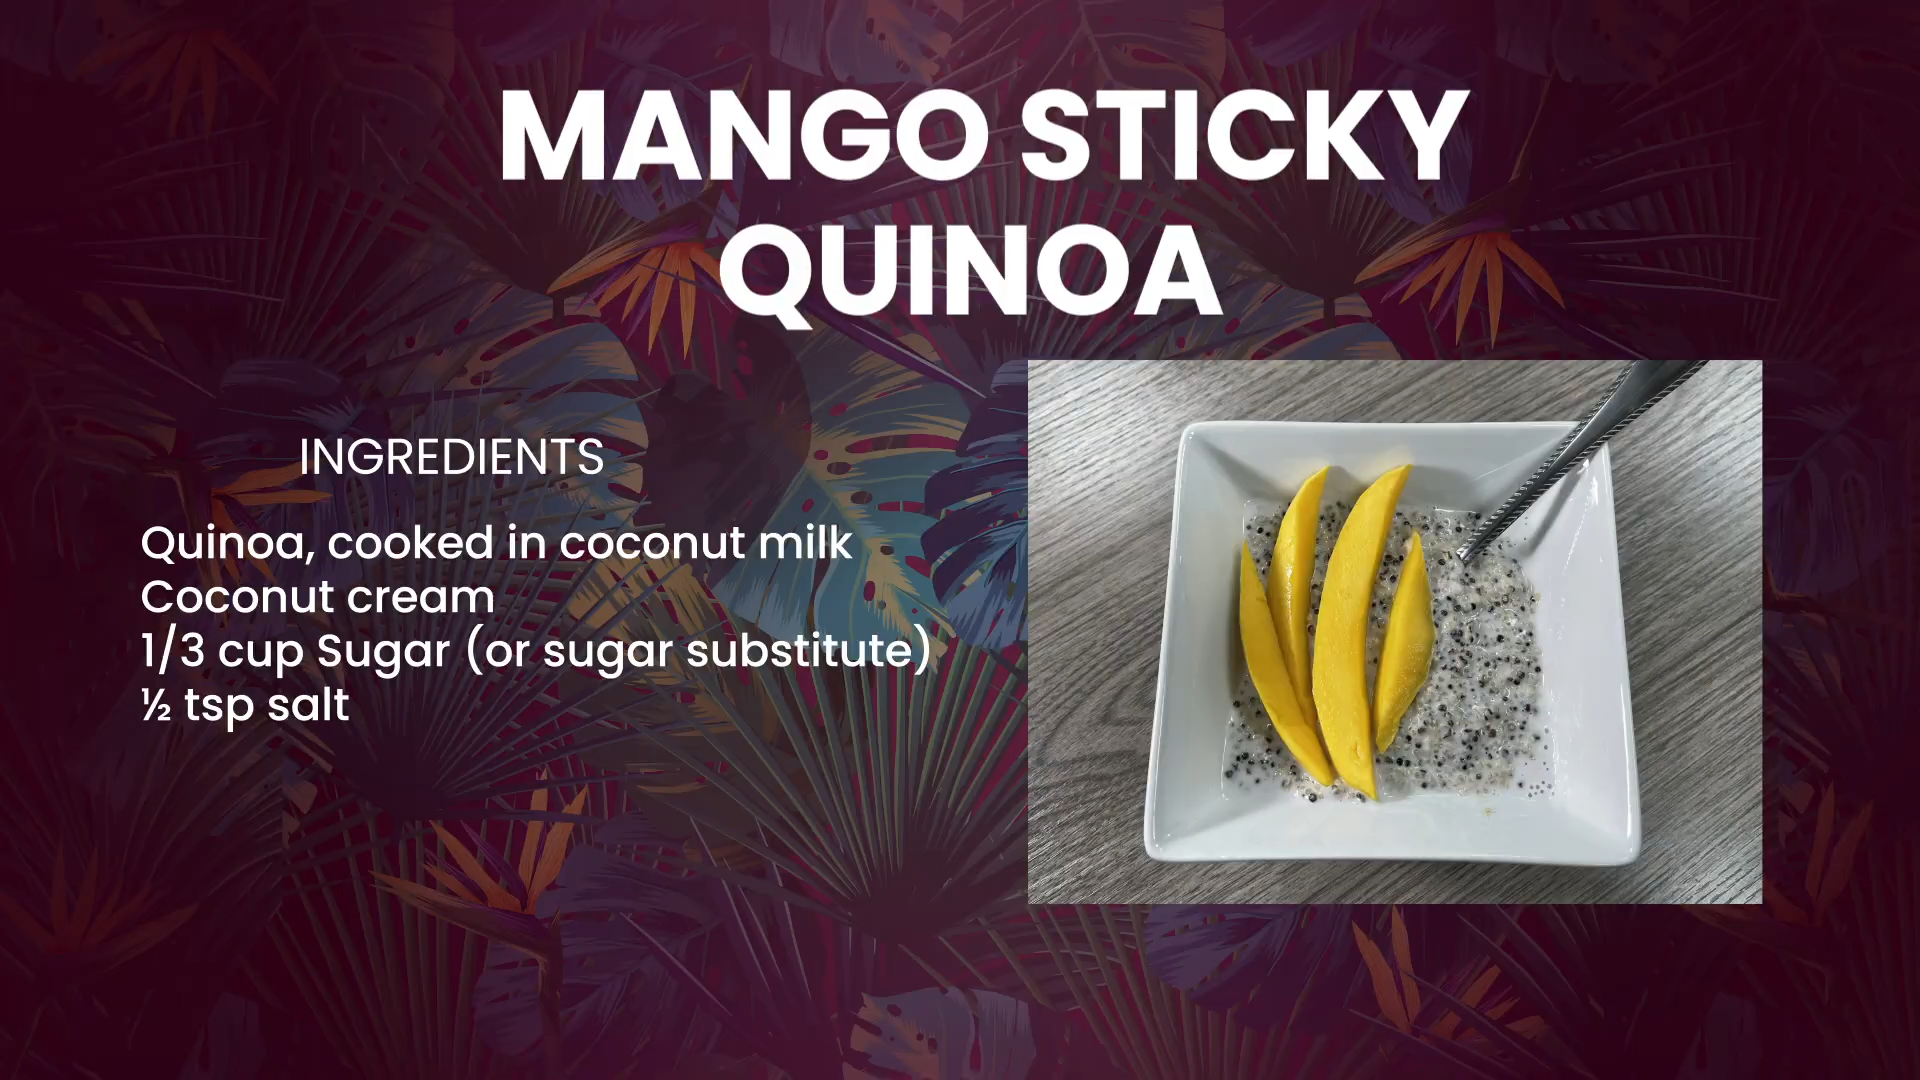 MANGO STICKY
QUINOA
INGREDIENTS
Quinoa, cooked in coconut milk
Coconut cream
1/3 cup Sugar (or sugar substitute)
½ tsp salt